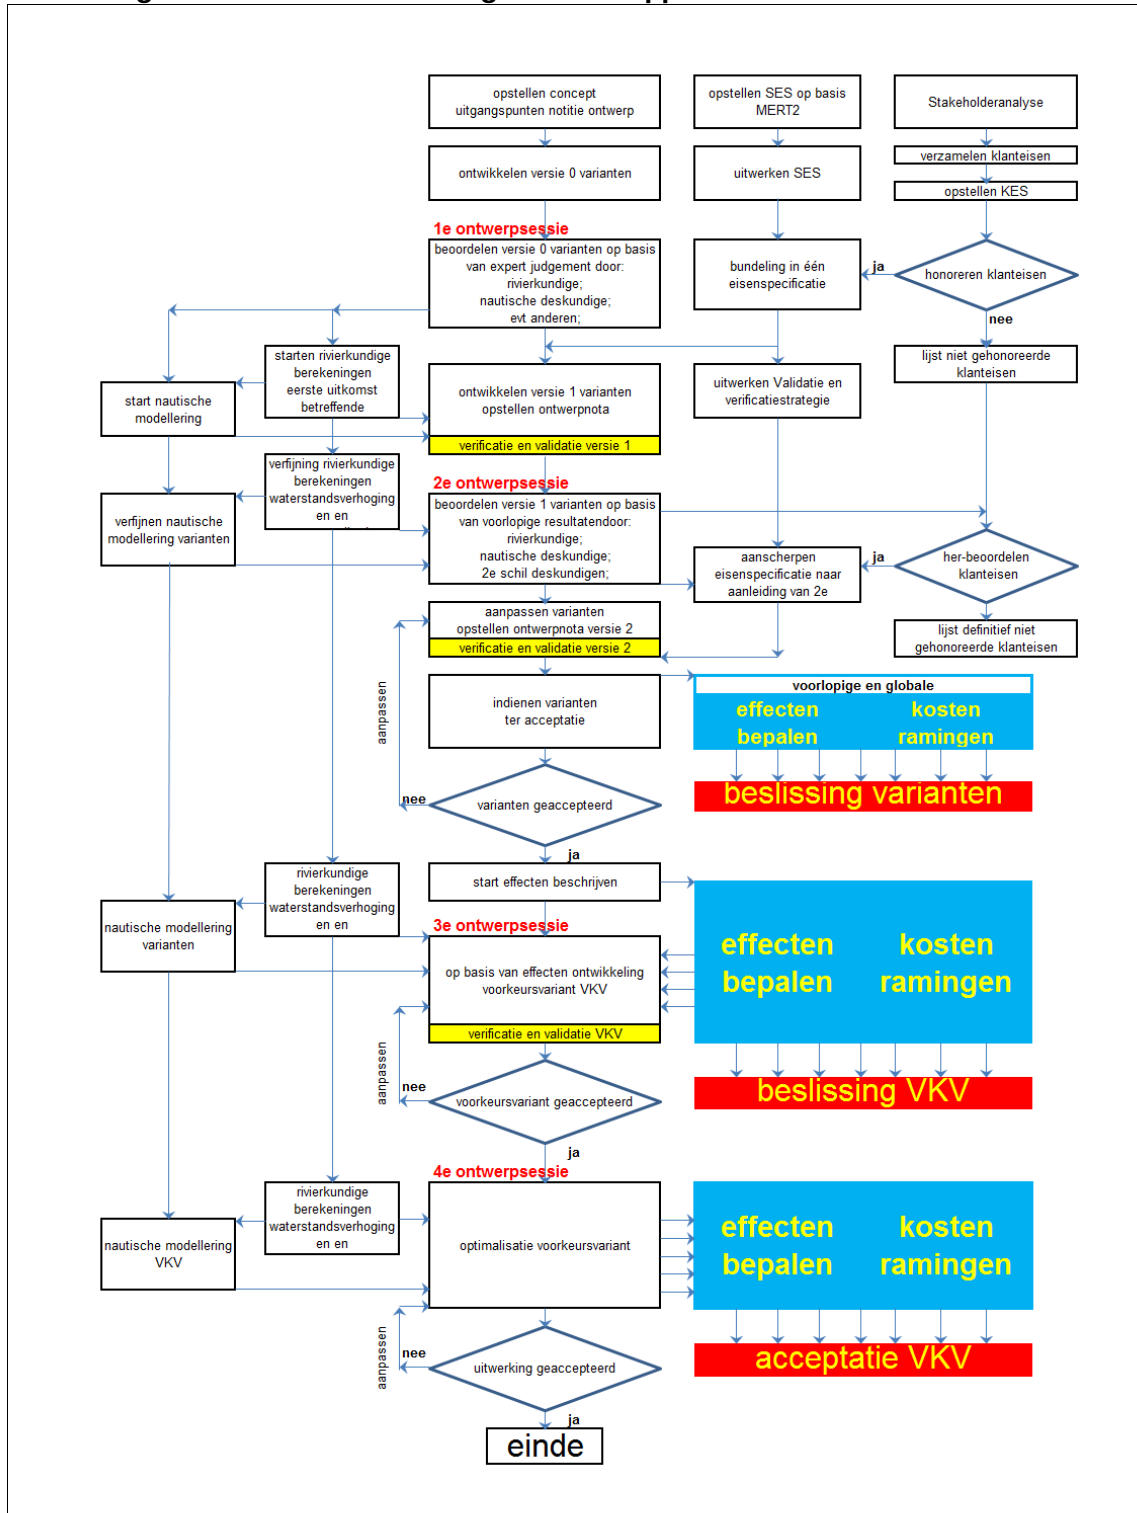 opstellen concept
uitgangspunten notitie ontwerp
opstellen SES op basis
MERT2
Stakeholderanalyse
ontwikkelen versie 0 varianten
uitwerken SES
verzamelen klanteisen
opstellen KES
1e ontwerpsessie
beoordelen versie 0 varianten op basis
van expert judgement door:
rivierkundige;
nautische deskundige;
evt anderen;
bundeling in één
eisenspecificatie
ja
honoreren klanteisen
nee
starten rivierkundige
berekeningen
eerste uitkomst
betreffende
start nautische
modellering
ontwikkelen versie 1 varianten
opstellen ontwerpnota
verificatie en validatie versie 1
uitwerken Validatie en
verificatiestrategie
lijst niet gehonoreerde
klanteisen
verfijning rivierkundige
berekeningen
waterstandsverhoging
en en
verfijnen nautische
modellering varianten
2e ontwerpsessie
beoordelen versie 1 varianten op basis
van voorlopige resultatendoor:
rivierkundige;
nautische deskundige;
2e schil deskundigen;
aanscherpen
eisenspecificatie naar
aanleiding van 2e
ja
her-beoordelen
klanteisen
aanpassen varianten
opstellen ontwerpnota versie 2
verificatie en validatie versie 2
lijst definitief niet
gehonoreerde klanteisen
aanpassen
indienen varianten
ter acceptatie
voorlopige en globale
effecten
bepalen
kosten
ramingen
beslissing varianten
nee
varianten geaccepteerd
ja
rivierkundige
berekeningen
waterstandsverhoging
en en
start effecten beschrijven
nautische modellering
varianten
3e ontwerpsessie
op basis van effecten ontwikkeling
voorkeursvariant VKV
verificatie en validatie VKV
effecten
bepalen
kosten
ramingen
aanpassen
nee
voorkeursvariant geaccepteerd
ja
beslissing VKV
4e ontwerpsessie
rivierkundige
berekeningen
waterstandsverhoging
en en
nautische modellering
VKV
optimalisatie voorkeursvariant
effecten
bepalen
kosten
ramingen
aanpassen
nee
uitwerking geaccepteerd
ja
acceptatie VKV
einde